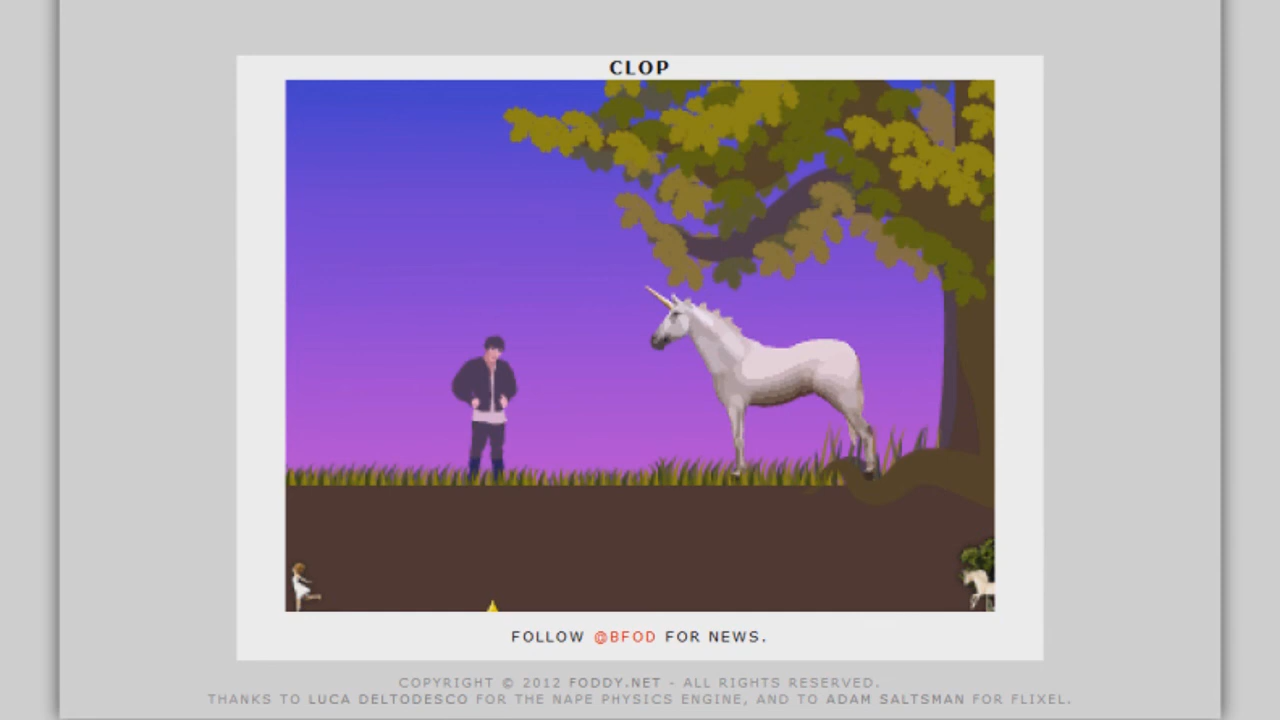 CLOP
FOLLOW @BFOD FOR NEWS.
COPYRIGHT © 2012 FODDY.NET - ALL RIGHTS RESERVED.
THANKS TO LUCA DELTODESCO FOR THE NAPE PHYSICS ENGINE, AND TO ADAM SALTSMAN FOR FLIXEL.